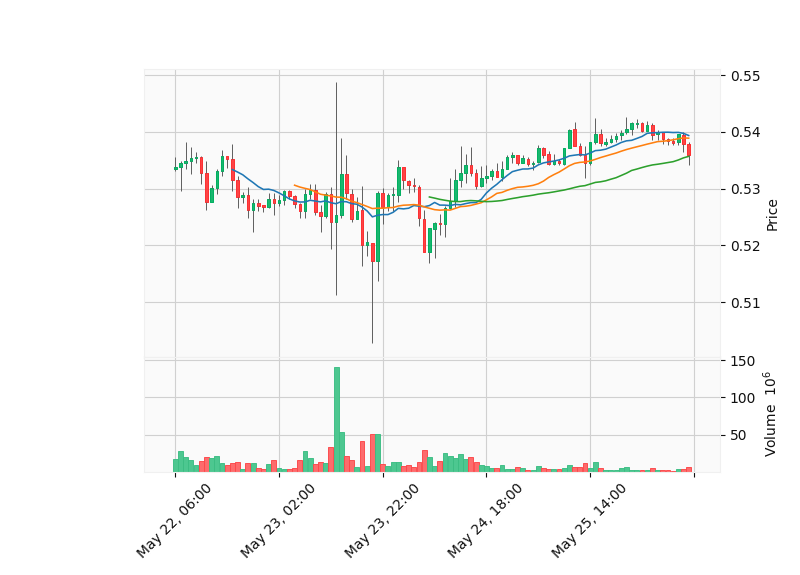 0.55
0.54
0.53
0.52
0.51
Price
150
100
50
Volume 10^6
May 22, 06:00
May 23, 02:00
May 23, 22:00
May 24, 18:00
May 25, 14:00